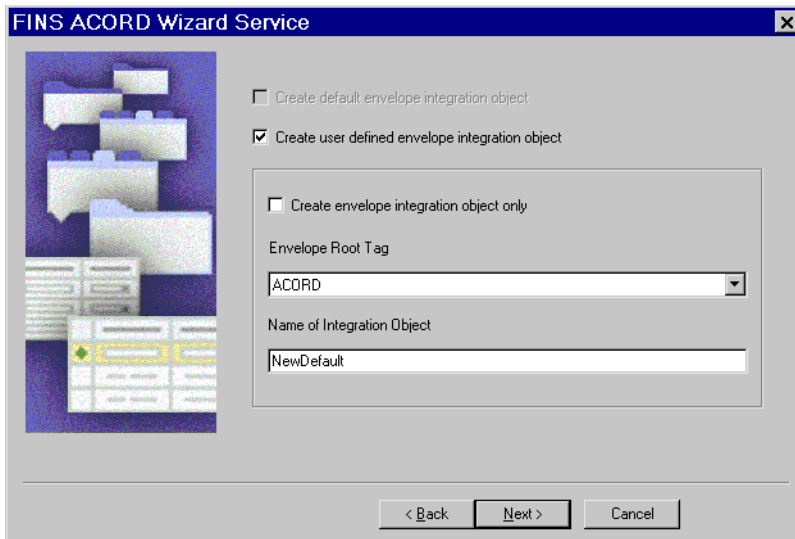 FINS ACORD Wizard Service
Create default envelope integration object
Create user defined envelope integration object
Create envelope integration object only
Envelope Root Tag
ACORD
Name of Integration Object
NewDefault
< Back
Next >
Cancel